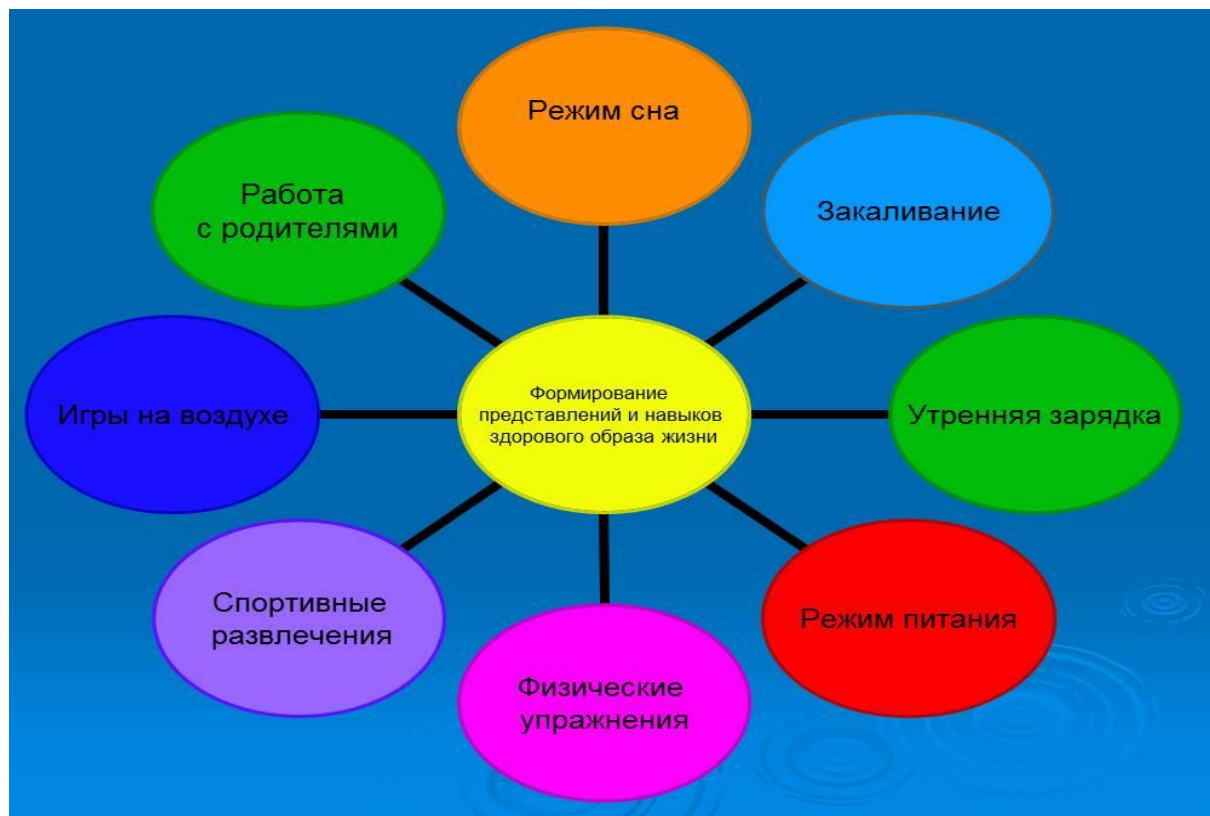 Режим сна
Работа
с родителями
Закаливание
Игры на воздухе
Формирование
представлений и навыков
здорового образа жизни
Утренняя зарядка
Спортивные
развлечения
Режим питания
Физические
упражнения